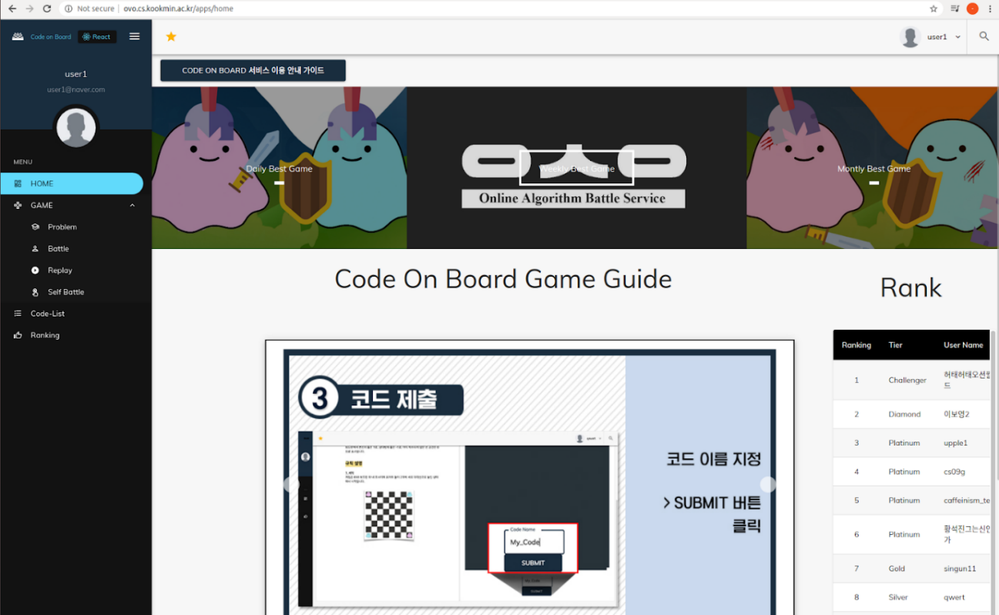 Not secure | ovo.cs.kookmin.ac.kr/apps/home
Code on Board
React
user1
user1
user1@naver.com
CODE ON BOARD 서비스 이용 안내 가이드
Daily Best Game
Weekly Best Game
Montly Best Game
Online Algorithm Battle Service
MENU
HOME
GAME
Problem
Battle
Replay
Self Battle
Code-List
Ranking
Code On Board Game Guide
3 코드 제출
user1
규칙 설명
Code Name
My_Code
SUBMIT
My_Code
SUBMIT
코드 이름 지정
> SUBMIT 버튼
클릭
Rank
Ranking Tier User Name
1 Challenger 허태허태오션월
드
2 Diamond 이보영2
3 Platinum upple1
4 Platinum cs09g
5 Platinum caffeinism_te
6 Platinum 황석진그는신인
가
7 Gold singun11
8 Silver qwert